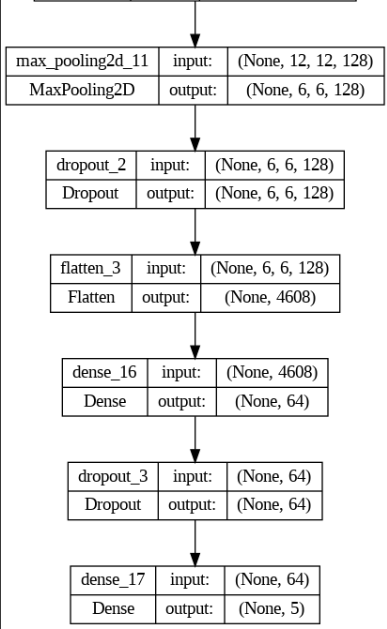 max_pooling2d_11 input: (None, 12, 12, 128)
MaxPooling2D output: (None, 6, 6, 128)
dropout_2 input: (None, 6, 6, 128)
Dropout output: (None, 6, 6, 128)
flatten_3 input: (None, 6, 6, 128)
Flatten output: (None, 4608)
dense_16 input: (None, 4608)
Dense output: (None, 64)
dropout_3 input: (None, 64)
Dropout output: (None, 64)
dense_17 input: (None, 64)
Dense output: (None, 5)